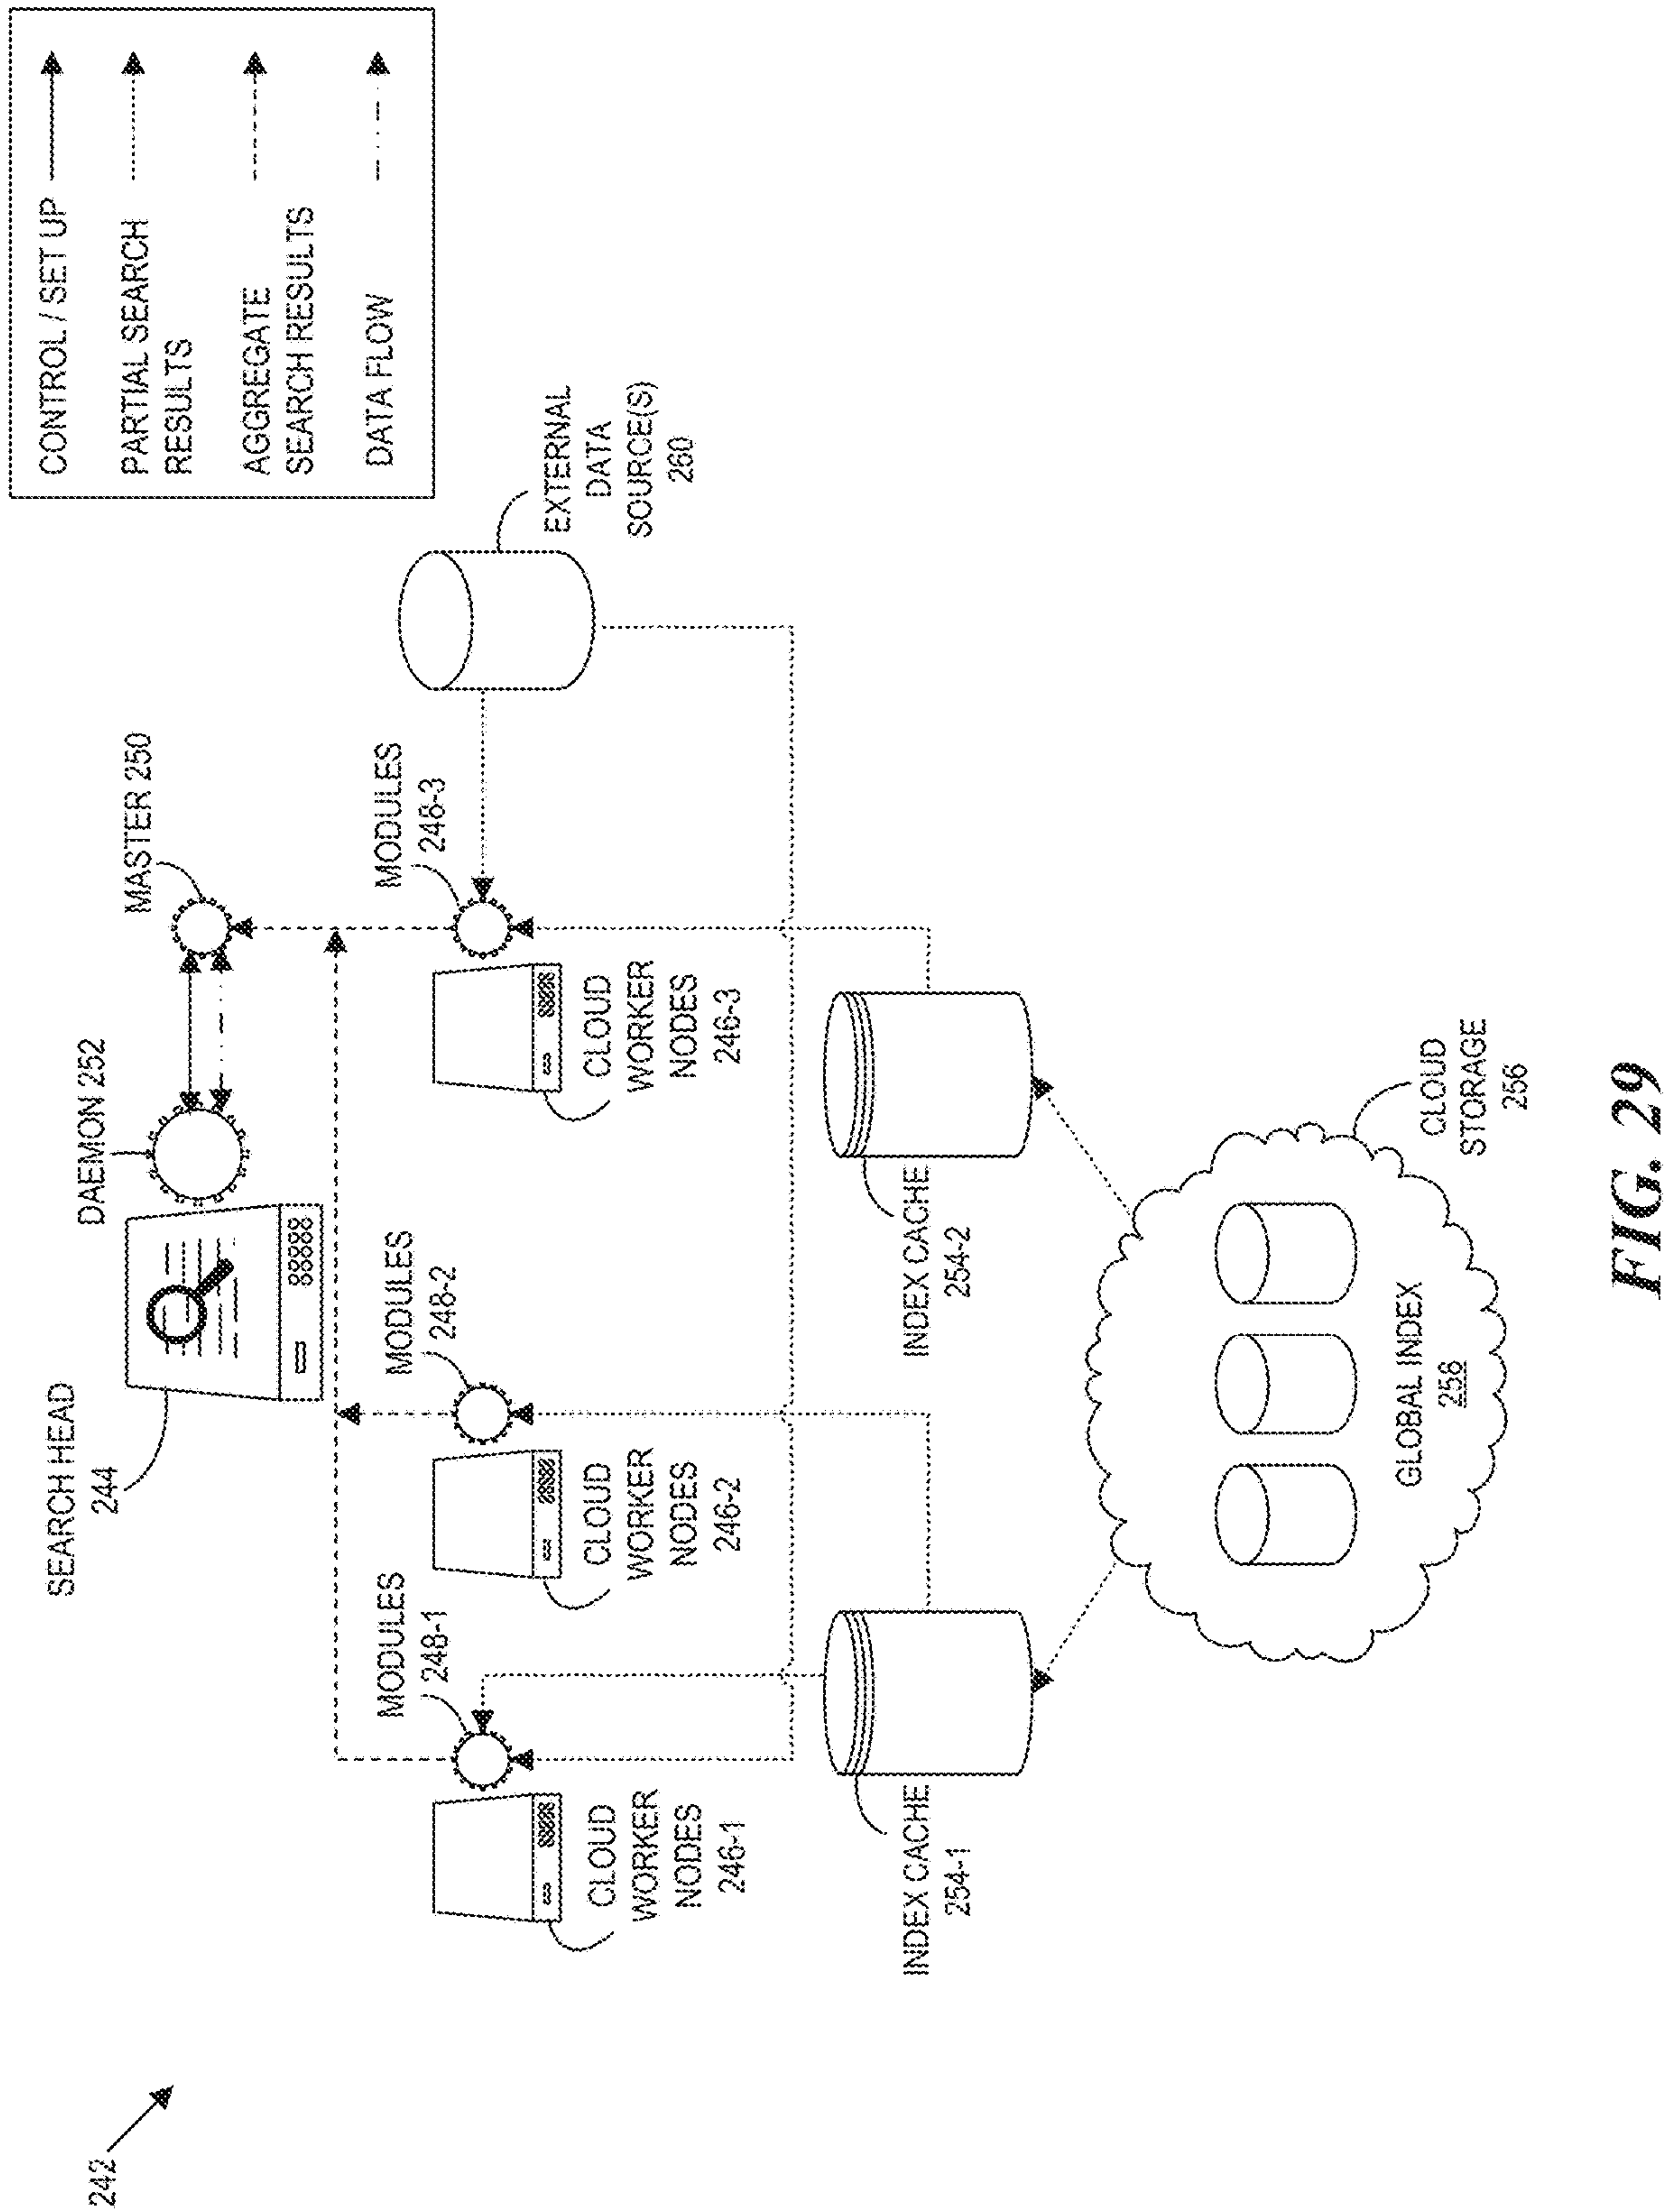 242
SEARCH HEAD
244
DAEMON 252
MASTER 250
CONTROL / SET UP
PARTIAL SEARCH
RESULTS
AGGREGATE
SEARCH RESULTS
DATA FLOW
MODULES
248-1
MODULES
248-2
MODULES
248-3
CLOUD
WORKER
NODES
246-1
CLOUD
WORKER
NODES
246-2
CLOUD
WORKER
NODES
246-3
EXTERNAL
DATA
SOURCE(S)
260
INDEX CACHE
254-1
INDEX CACHE
254-2
GLOBAL INDEX
258
CLOUD
STORAGE
256
FIG. 29